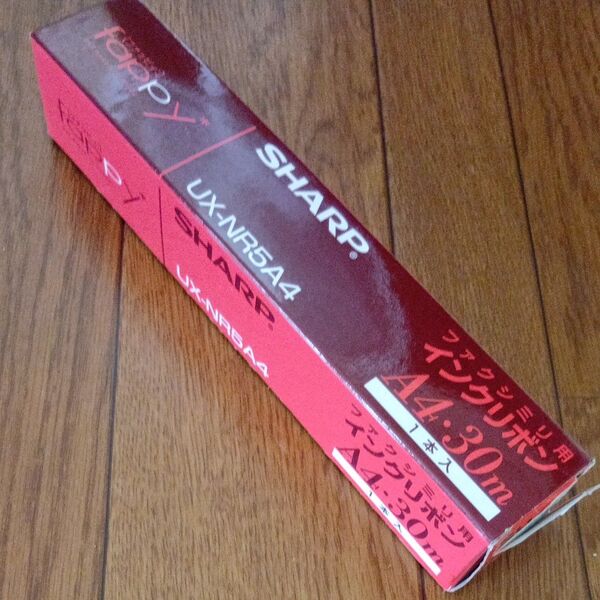 fappy
SHARP®
UX-NR5A4
ファクシミリ用
インクリボン
A4・30m
1本入
fappy
SHARP®
UX-NR5A4
ファクシミリ用
インクリボン
A4・30m
1本入